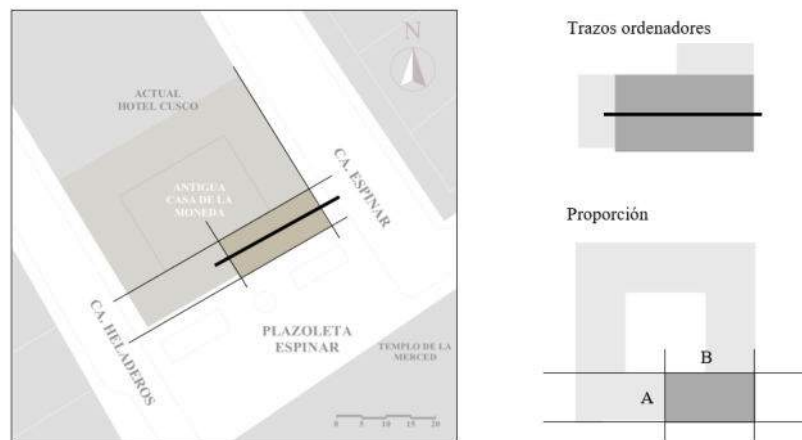 N
ACTUAL
HOTEL CUSCO
CA. ESPINAR
ANTIGUA
CASA DE LA
MONEDA
CA. HELADEROS
PLAZOLETA
ESPINAR
TEMPLO DE LA
MERCED
0 5 10 15 20
Trazos ordenadores
Proporción
B
A